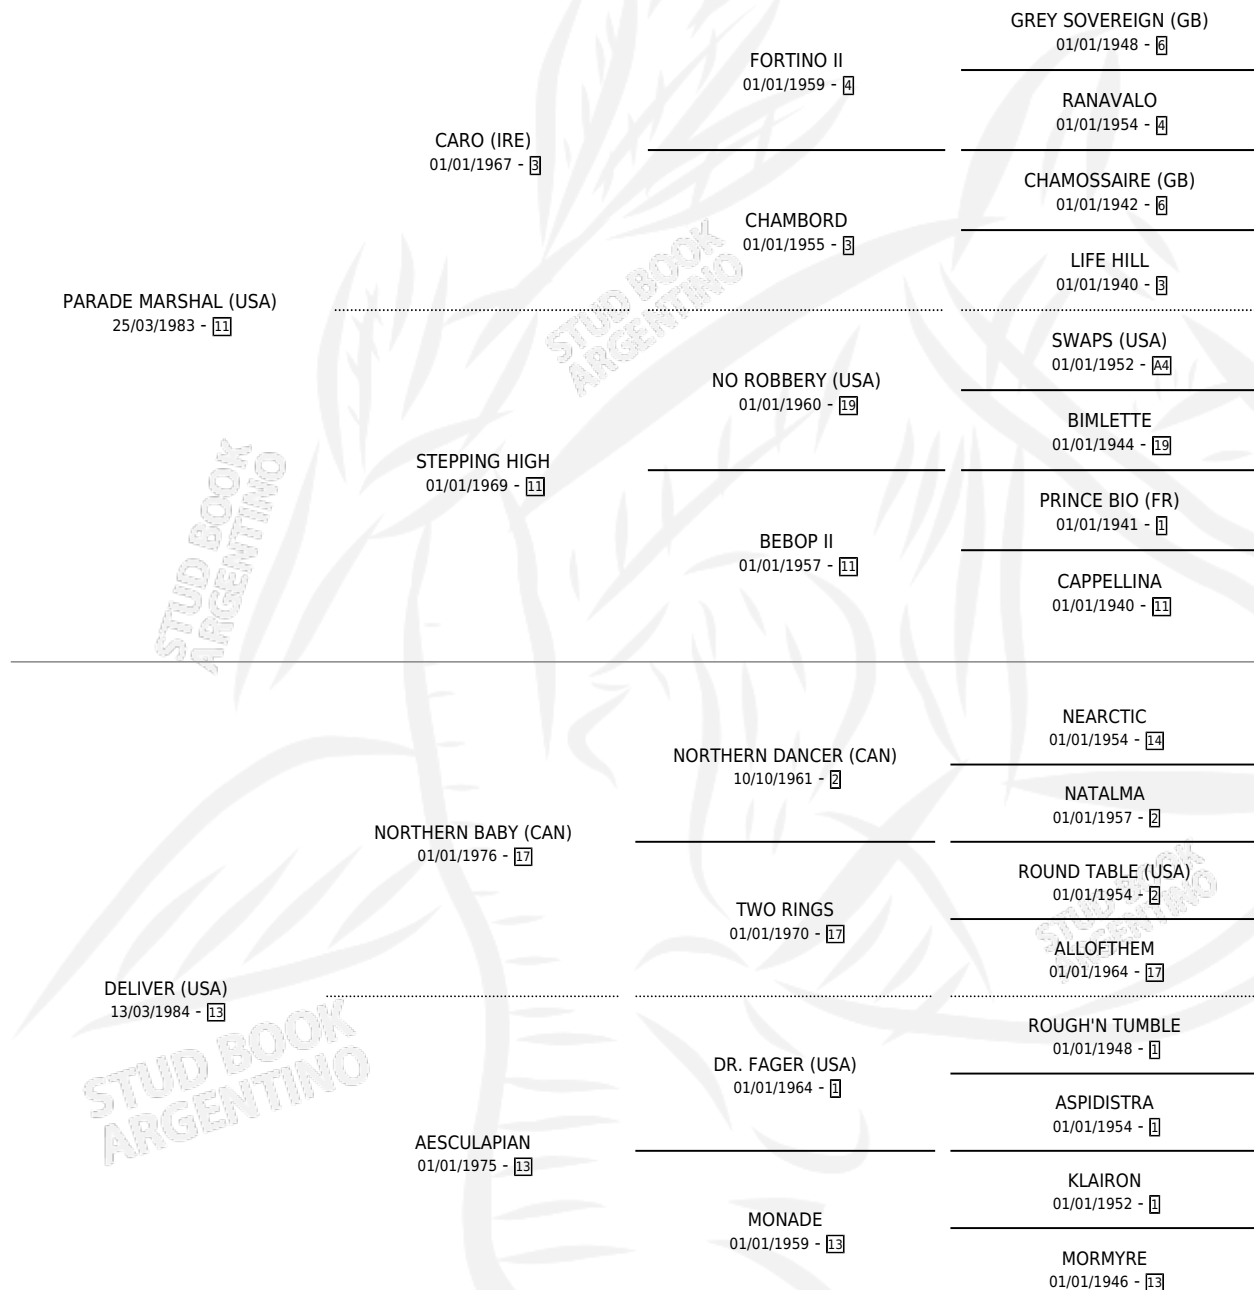 GREY SOVEREIGN (GB)
01/01/1948 - 6
FORTINO II
01/01/1959 - 4
RANAVALO
01/01/1954 - 4
CARO (IRE)
01/01/1967 - 3
CHAMOSSAIRE (GB)
01/01/1942 - 6
CHAMBORD
01/01/1955 - 3
LIFE HILL
01/01/1940 - 3
PARADE MARSHAL (USA)
25/03/1983 - 11
SWAPS (USA)
01/01/1952 - A4
NO ROBBERY (USA)
01/01/1960 - 19
BIMLETTE
01/01/1944 - 19
STEPPING HIGH
01/01/1969 - 11
PRINCE BIO (FR)
01/01/1941 - 1
BEBOP II
01/01/1957 - 11
CAPPELLINA
01/01/1940 - 11
NEARCTIC
01/01/1954 - 14
NORTHERN DANCER (CAN)
10/10/1961 - 2
NATALMA
01/01/1957 - 2
NORTHERN BABY (CAN)
01/01/1976 - 17
ROUND TABLE (USA)
01/01/1954 - 2
TWO RINGS
01/01/1970 - 17
ALLOFTHEM
01/01/1964 - 17
DELIVER (USA)
13/03/1984 - 13
ROUGH'N TUMBLE
01/01/1948 - 1
DR. FAGER (USA)
01/01/1964 - 1
ASPIDISTRA
01/01/1954 - 1
AESCULAPIAN
01/01/1975 - 13
KLAIRON
01/01/1952 - 1
MONADE
01/01/1959 - 13
MORMYRE
01/01/1946 - 13
STUD BOOK
ARGENTINO
STUD BOOK
ARGENTINO
STUD BOOK
ARGENTINO
STUD BOOK
ARGENTINO